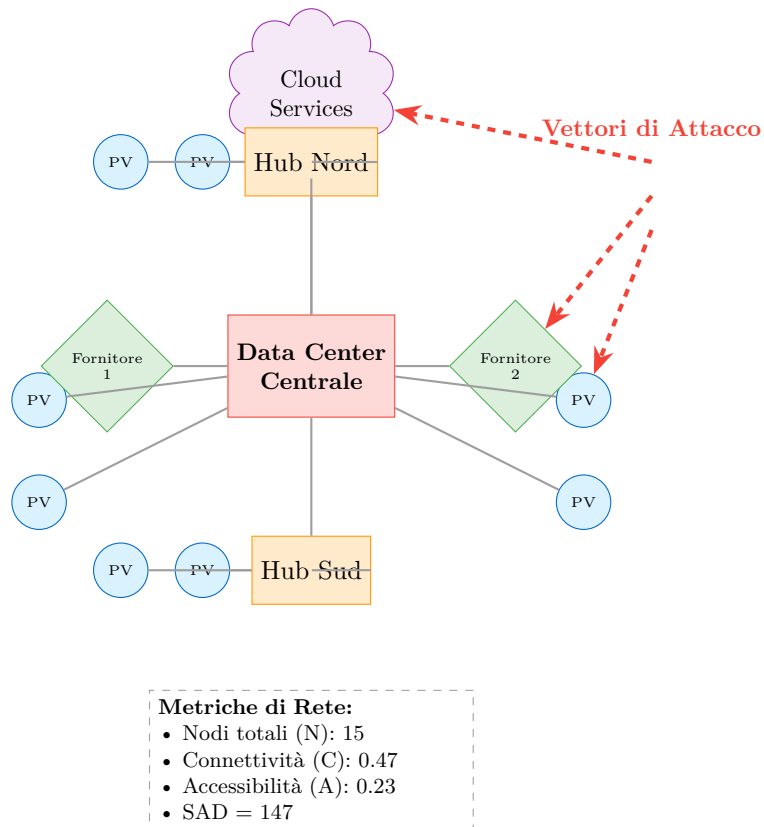 Cloud
Services
Vettori di Attacco
PV
PV
Hub Nord
Fornitore
1
Data Center
Centrale
Fornitore
2
PV
PV
PV
PV
PV
PV
Hub Sud
Metriche di Rete:
• Nodi totali (N): 15
• Connettività (C): 0.47
• Accessibilità (A): 0.23
• SAD = 147